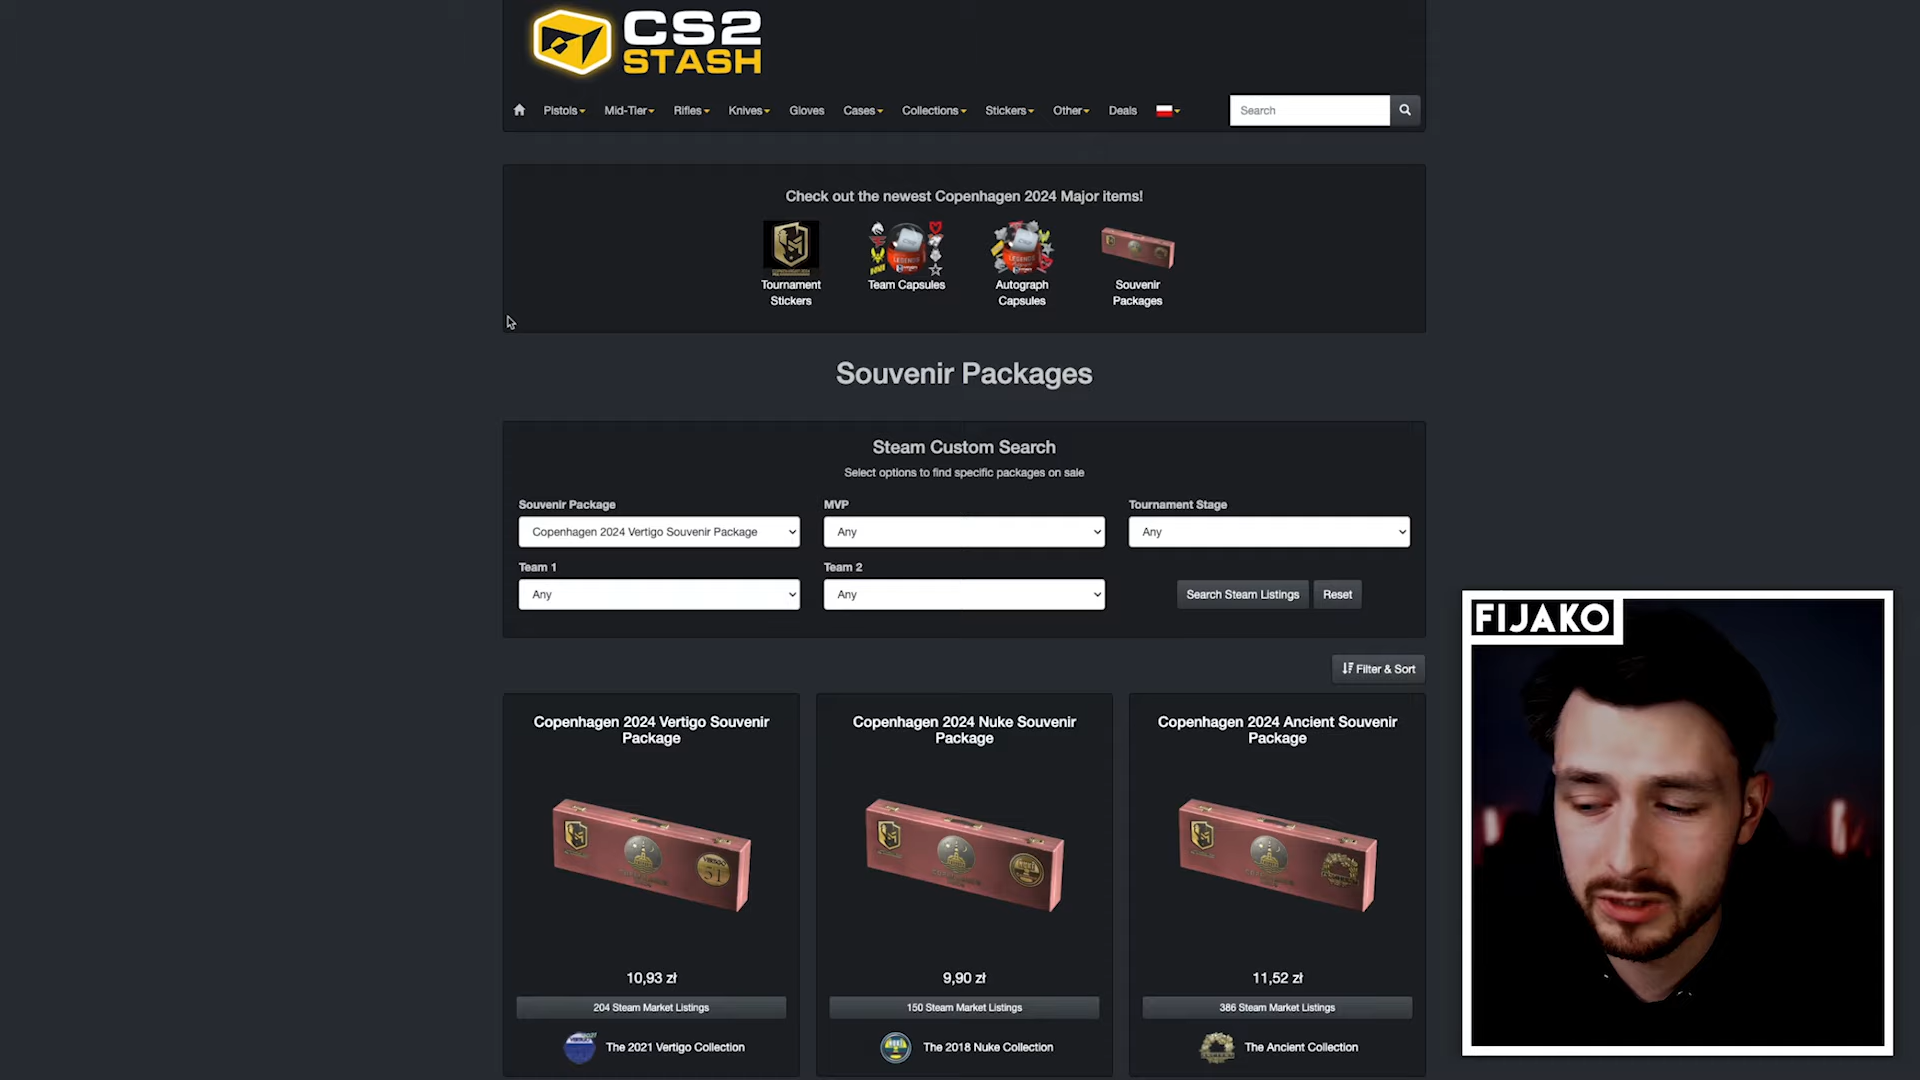 CS2
STASH
Pistols
Mid-Tier
Rifles
Knives
Gloves
Cases
Collections
Stickers
Other
Deals
Search
Check out the newest Copenhagen 2024 Major items!
Tournament
Stickers
Team Capsules
Autograph
Capsules
Souvenir
Packages
Souvenir Packages
Steam Custom Search
Select options to find specific packages on sale
Souvenir Package
MVP
Tournament Stage
Copenhagen 2024 Vertigo Souvenir Package
Any
Any
Team 1
Team 2
Any
Any
Search Steam Listings
Reset
FIJAKO
Filter & Sort
Copenhagen 2024 Vertigo Souvenir
Package
Copenhagen 2024 Nuke Souvenir
Package
Copenhagen 2024 Ancient Souvenir
Package
10,93 zł
9,90 zł
11,52 zł
204 Steam Market Listings
150 Steam Market Listings
386 Steam Market Listings
The 2021 Vertigo Collection
The 2018 Nuke Collection
The Ancient Collection